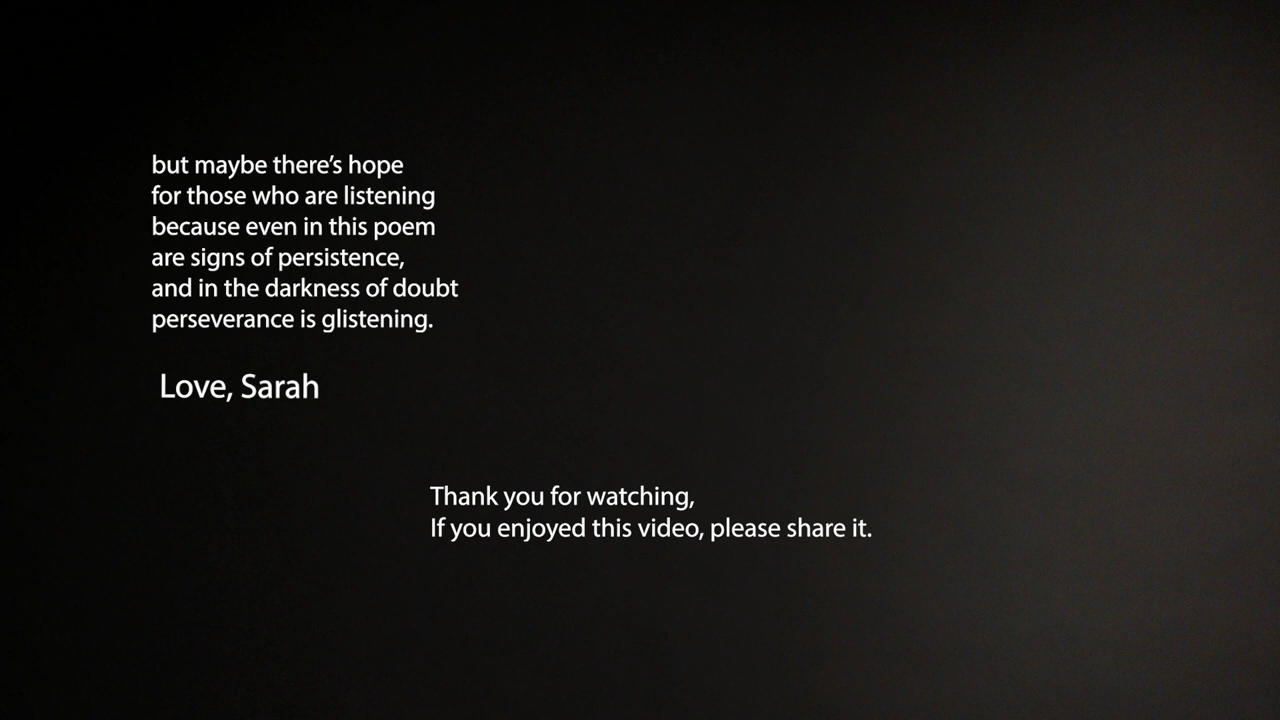 but maybe there’s hope
for those who are listening
because even in this poem
are signs of persistence,
and in the darkness of doubt
perseverance is glistening.
Love, Sarah
Thank you for watching,
If you enjoyed this video, please share it.